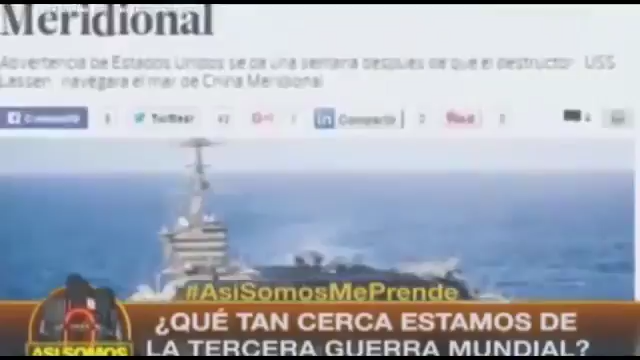 Meridional
Advertencia de Estados Unidos se da una semana después de que el destructor USS
Lassen navegara el mar de China Meridional
Compartir
Twittear
in Compartir
#AsiSomosMePrende
¿QUÉ TAN CERCA ESTAMOS DE
LA TERCERA GUERRA MUNDIAL?
ASI SOMOS